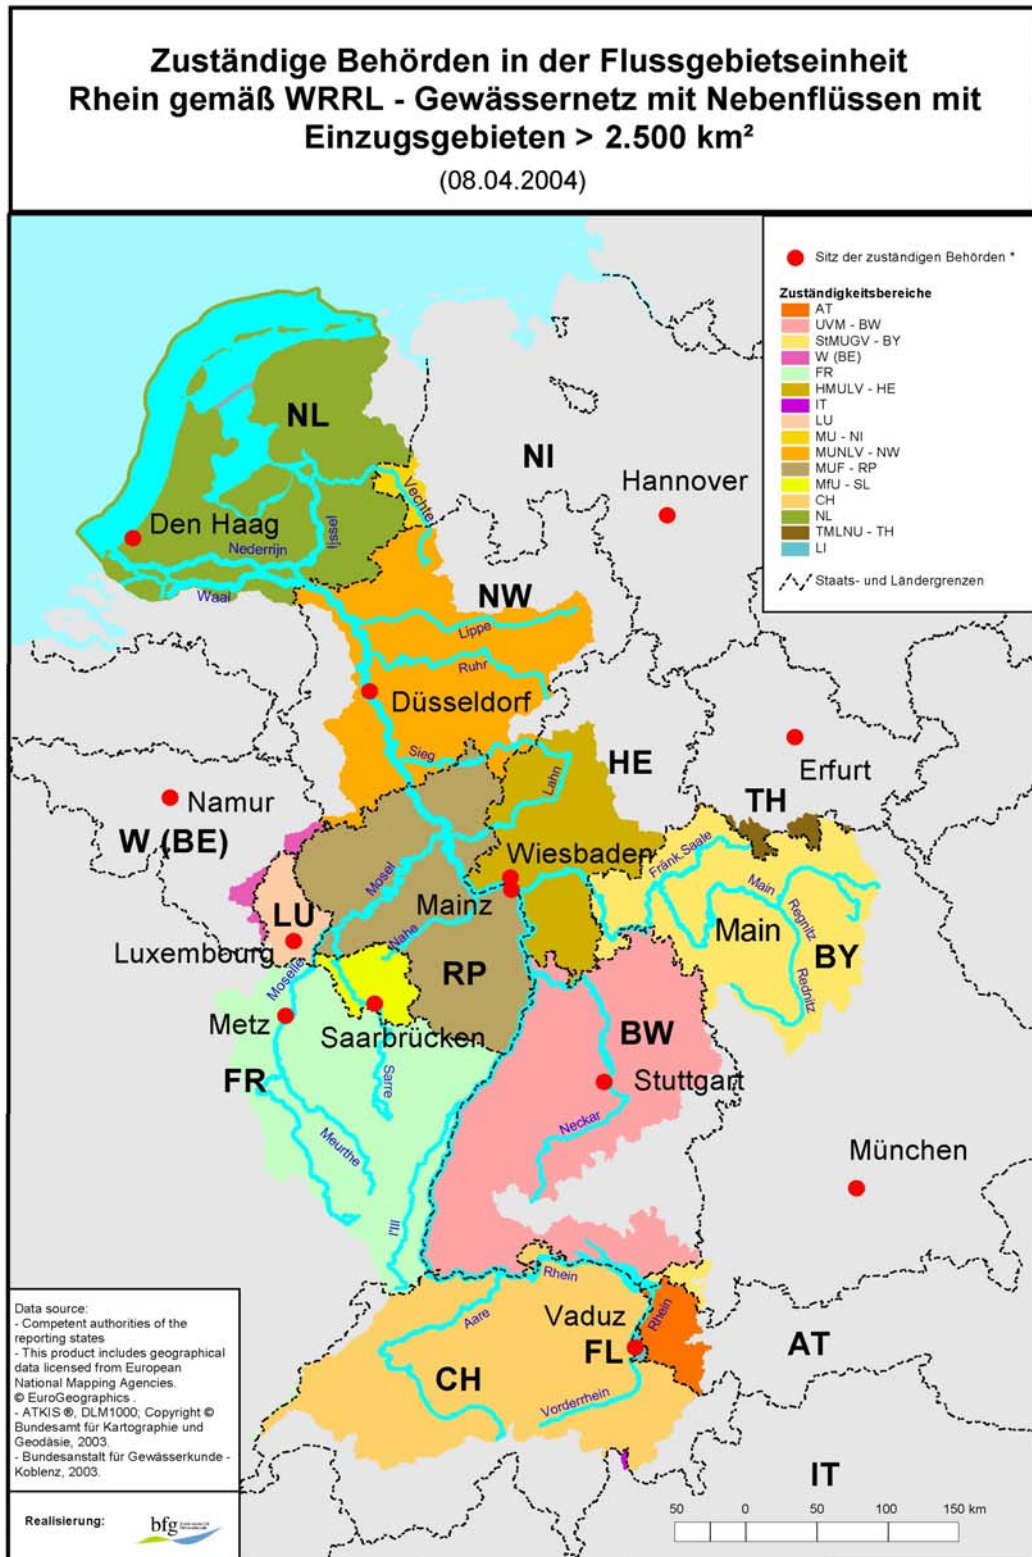 Zuständige Behörden in der Flussgebietseinheit
Rhein gemäß WRRL - Gewässernetz mit Nebenflüssen mit
Einzugsgebieten > 2.500 km²
(08.04.2004)
Sitz der zuständigen Behörden *
Zuständigkeitsbereiche
AT
UVM - BW
StMUGV - BY
W (BE)
FR
HMULV - HE
IT
LU
MU - NI
MUNLV - NW
MUF - RP
MfU - SL
CH
NL
TMLNU - TH
LI
Staats- und Ländergrenzen
NL
NI
Hannover
Vechte
Den Haag
Ijssel
Nederrijn
Waal
NW
Lippe
Ruhr
Düsseldorf
Sieg
HE
Erfurt
Lahn
Namur
TH
W (BE)
Wiesbaden
Fränk.Saale
Mosel
Main
Mainz
Regnitz
LU
Nahe
Main
BY
Luxembourg
RP
Rednitz
Moselle
Metz
Saarbrücken
BW
FR
Sarre
Stuttgart
Neckar
Meurthe
München
Ill.I
Rhein
Aare
Vaduz
Rhein
FL
AT
CH
Vorderrhein
IT
Data source:
- Competent authorities of the
reporting states
- This product includes geographical
data licensed from European
National Mapping Agencies.
© EuroGeographics .
- ATKIS ®, DLM1000; Copyright ©
Bundesamt für Kartographie und
Geodäsie, 2003.
- Bundesanstalt für Gewässerkunde -
Koblenz, 2003.
Realisierung:
bfg
50 0 50 100 150 km